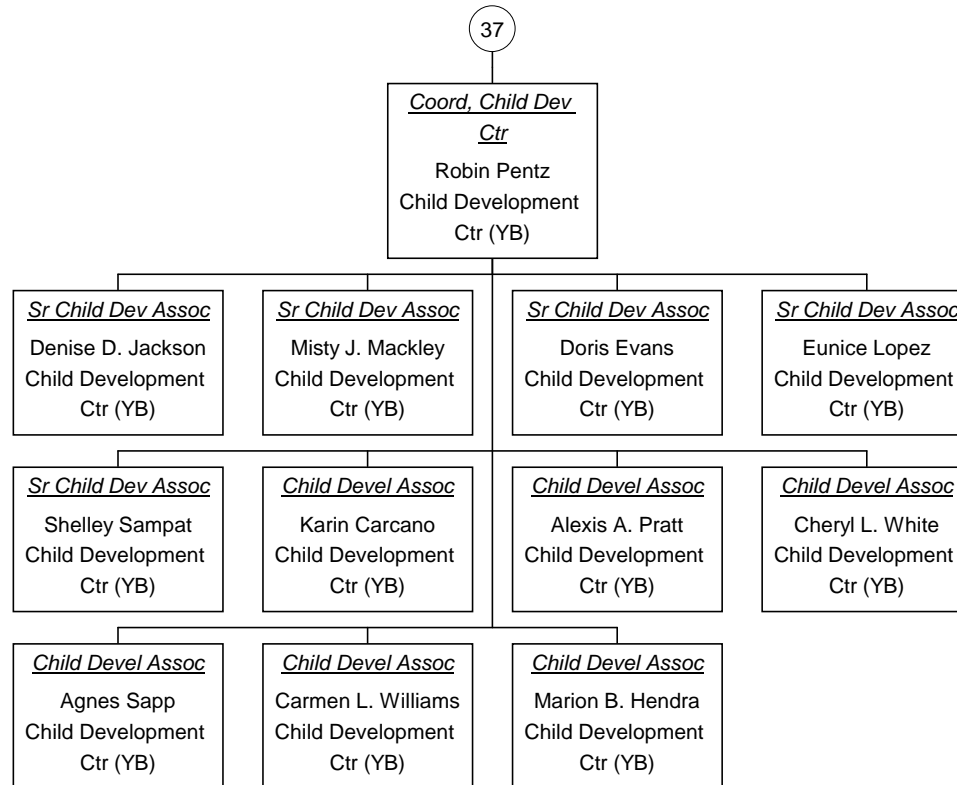 37
Coord, Child Dev
Ctr
Robin Pentz
Child Development
Ctr (YB)
Sr Child Dev Assoc
Denise D. Jackson
Child Development
Ctr (YB)
Sr Child Dev Assoc
Misty J. Mackley
Child Development
Ctr (YB)
Sr Child Dev Assoc
Doris Evans
Child Development
Ctr (YB)
Sr Child Dev Assoc
Eunice Lopez
Child Development
Ctr (YB)
Sr Child Dev Assoc
Shelley Sampat
Child Development
Ctr (YB)
Child Devel Assoc
Karin Carcano
Child Development
Ctr (YB)
Child Devel Assoc
Alexis A. Pratt
Child Development
Ctr (YB)
Child Devel Assoc
Cheryl L. White
Child Development
Ctr (YB)
Child Devel Assoc
Agnes Sapp
Child Development
Ctr (YB)
Child Devel Assoc
Carmen L. Williams
Child Development
Ctr (YB)
Child Devel Assoc
Marion B. Hendra
Child Development
Ctr (YB)